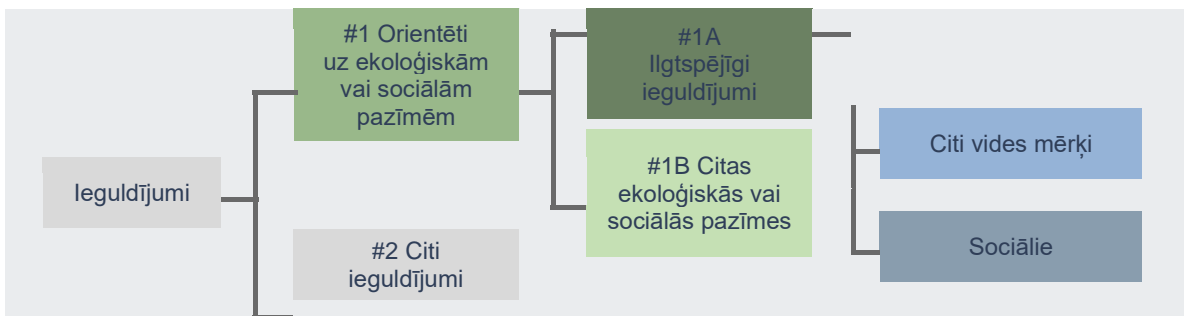 Ieguldījumi
#1 Orientēti
uz ekoloģiskām
vai sociālām
pazīmēm
#2 Citi
ieguldījumi
#1A
Ilgtspējīgi
ieguldījumi
#1B Citas
ekoloģiskās vai
sociālās pazīmes
Citi vides mērķi
Sociālie